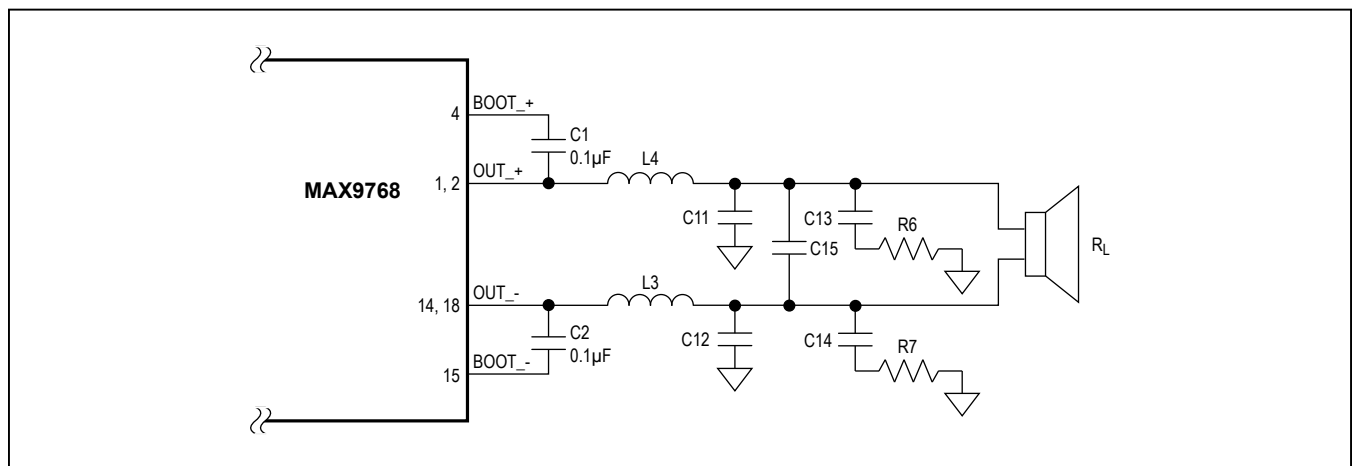 BOOT_+
4
C1
0.1µF
L4
OUT_+
1, 2
MAX9768
C11
C13
R6
C15
RL
OUT_-
L3
14, 18
C2
0.1µF
C12
C14
R7
BOOT_-
15